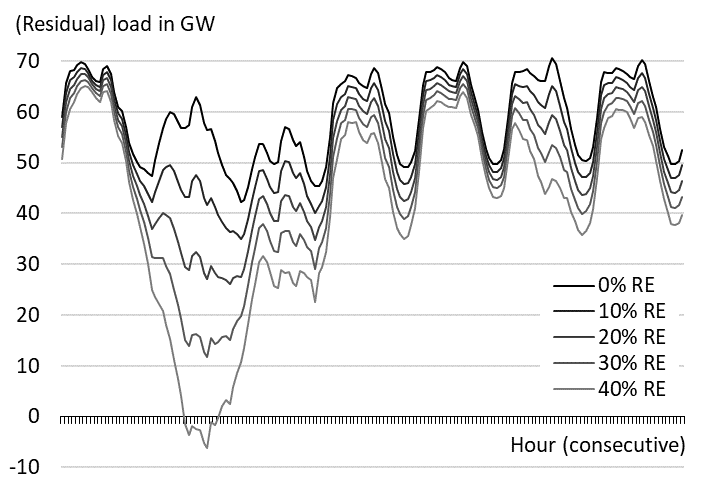 (Residual) load in GW
70
60
50
40
30
20
10
0
-10
0% RE
10% RE
20% RE
30% RE
40% RE
Hour (consecutive)